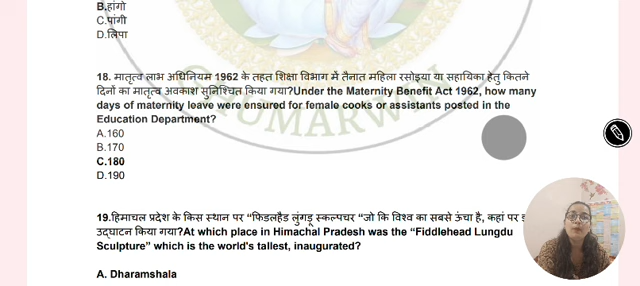 B.हांगो
C.पांगी
D.लिपा
18. मातृत्व लाभ अधिनियम 1962 के तहत शिक्षा विभाग में तैनात महिला रसोइया या सहायिका हेतु कितने
दिनों का मातृत्व अवकाश सुनिश्चित किया गया?Under the Maternity Benefit Act 1962, how many
days of maternity leave were ensured for female cooks or assistants posted in the
Education Department?
A.160
B.170
C.180
D.190
19.हिमाचल प्रदेश के किस स्थान पर “फिडलहैड लुंगड़ू स्कल्पचर “जो कि विश्व का सबसे ऊंचा है, कहां पर
उद्घाटन किया गया?At which place in Himachal Pradesh was the “Fiddlehead Lungdu
Sculpture” which is the world's tallest, inaugurated?
A. Dharamshala